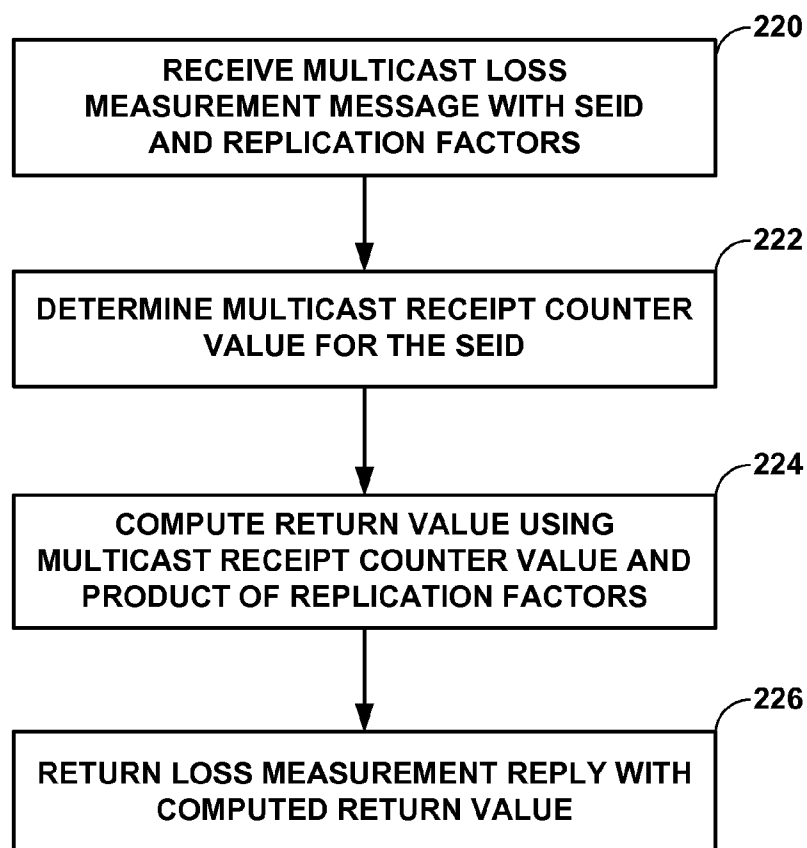 220
RECEIVE MULTICAST LOSS
MEASUREMENT MESSAGE WITH SEID
AND REPLICATION FACTORS
222
DETERMINE MULTICAST RECEIPT COUNTER
VALUE FOR THE SEID
224
COMPUTE RETURN VALUE USING
MULTICAST RECEIPT COUNTER VALUE AND
PRODUCT OF REPLICATION FACTORS
226
RETURN LOSS MEASUREMENT REPLY WITH
COMPUTED RETURN VALUE